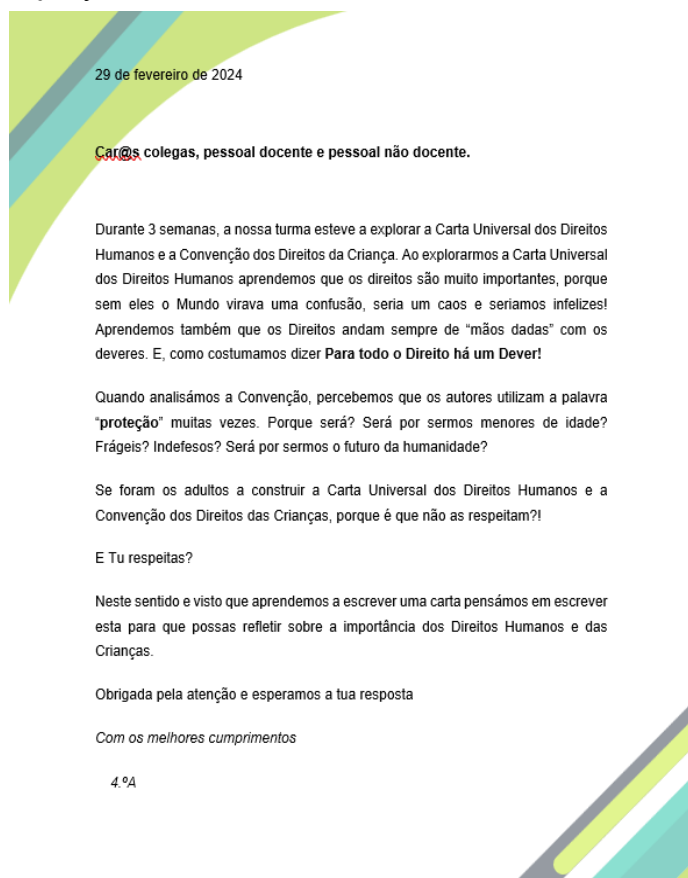 29 de fevereiro de 2024
Car@s colegas, pessoal docente e pessoal não docente.
Durante 3 semanas, a nossa turma esteve a explorar a Carta Universal dos Direitos
Humanos e a Convenção dos Direitos da Criança. Ao explorarmos a Carta Universal
dos Direitos Humanos aprendemos que os direitos são muito importantes, porque
sem eles o Mundo virava uma confusão, seria um caos e seriamos infelizes!
Aprendemos também que os Direitos andam sempre de “mãos dadas” com os
deveres. E, como costumamos dizer Para todo o Direito há um Dever!
Quando analisámos a Convenção, percebemos que os autores utilizam a palavra
“proteção” muitas vezes. Porque será? Será por sermos menores de idade?
Frágeis? Indefesos? Será por sermos o futuro da humanidade?
Se foram os adultos a construir a Carta Universal dos Direitos Humanos e a
Convenção dos Direitos das Crianças, porque é que não as respeitam?!
E Tu respeitas?
Neste sentido e visto que aprendemos a escrever uma carta pensámos em escrever
esta para que possas refletir sobre a importância dos Direitos Humanos e das
Crianças.
Obrigada pela atenção e esperamos a tua resposta
Com os melhores cumprimentos
4.ºA